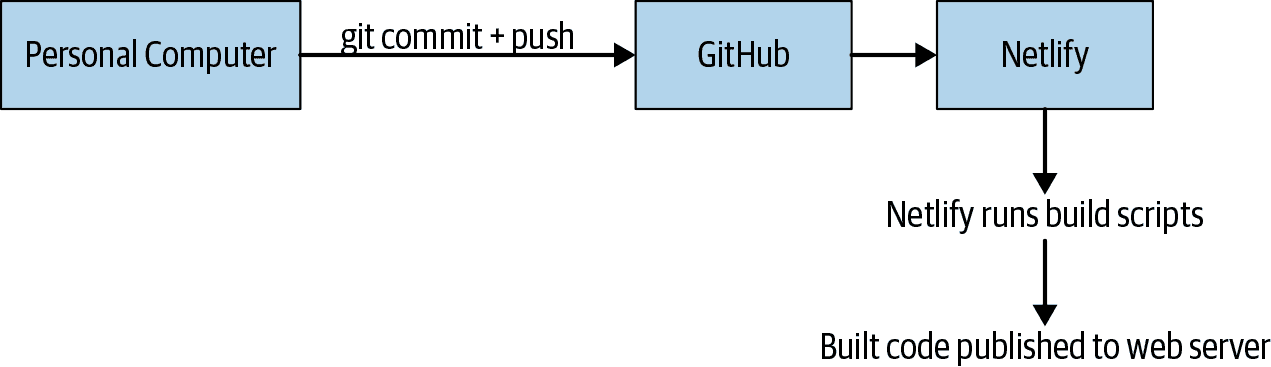 Personal Computer
git commit + push
GitHub
Netlify
Netlify runs build scripts
Built code published to web server